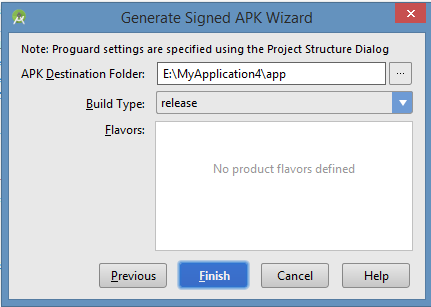 Generate Signed APK Wizard
Note: Proguard settings are specified using the Project Structure Dialog
APK Destination Folder: E:\MyApplication4\app ...
Build Type: release
Flavors:
No product flavors defined
Previous Finish Cancel Help